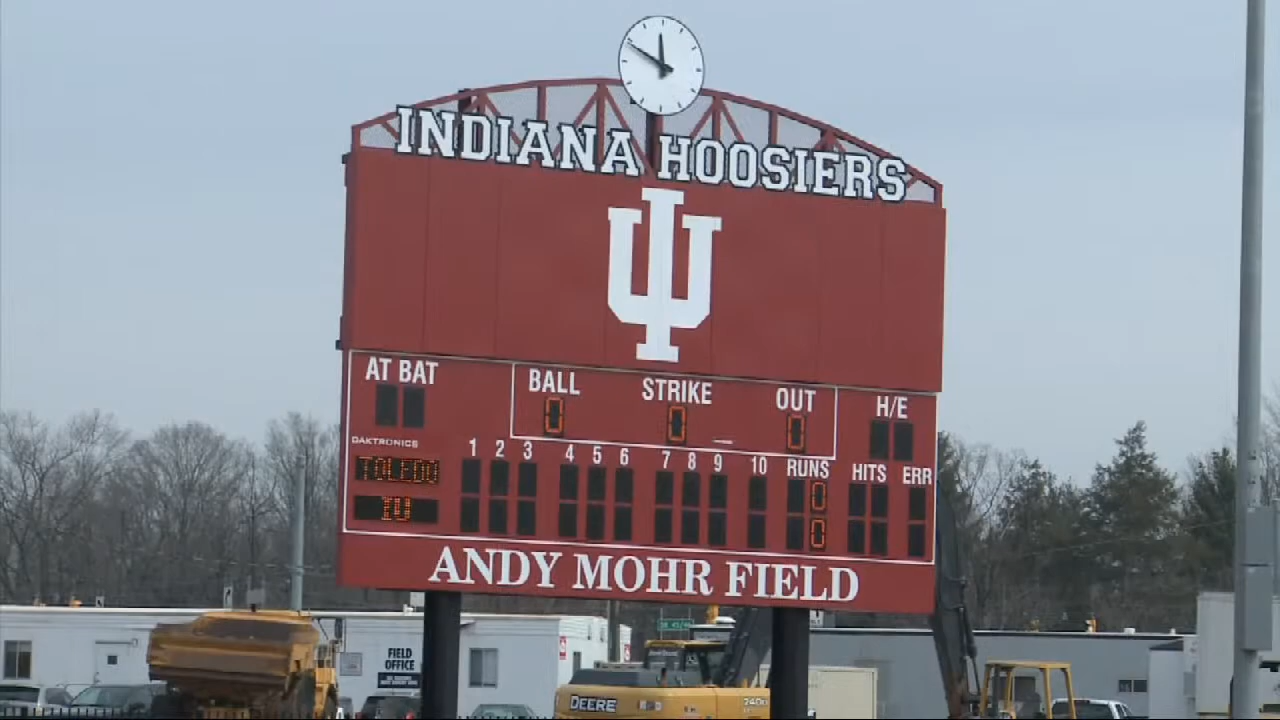 INDIANA HOOSIERS
AT BAT
BALL STRIKE OUT H/E
0 0 0
DAKTRONICS 1 2 3 4 5 6 7 8 9 10 RUNS HITS ERR
TOLEDO 0
IU 0
ANDY MOHR FIELD
FIELD
OFFICE
DEERE